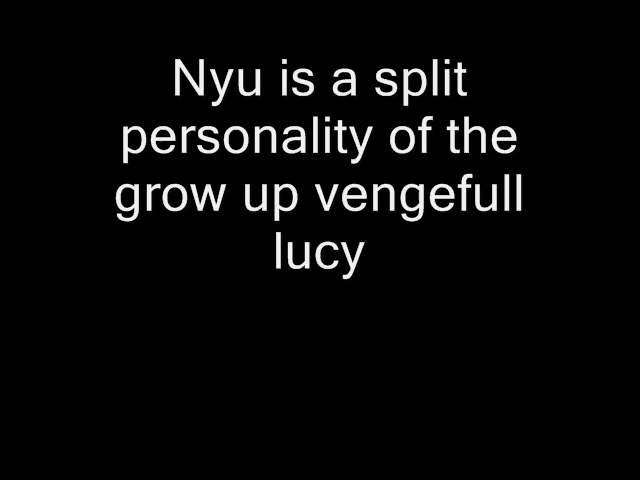 Nyu is a split
personality of the
grow up vengefull
lucy